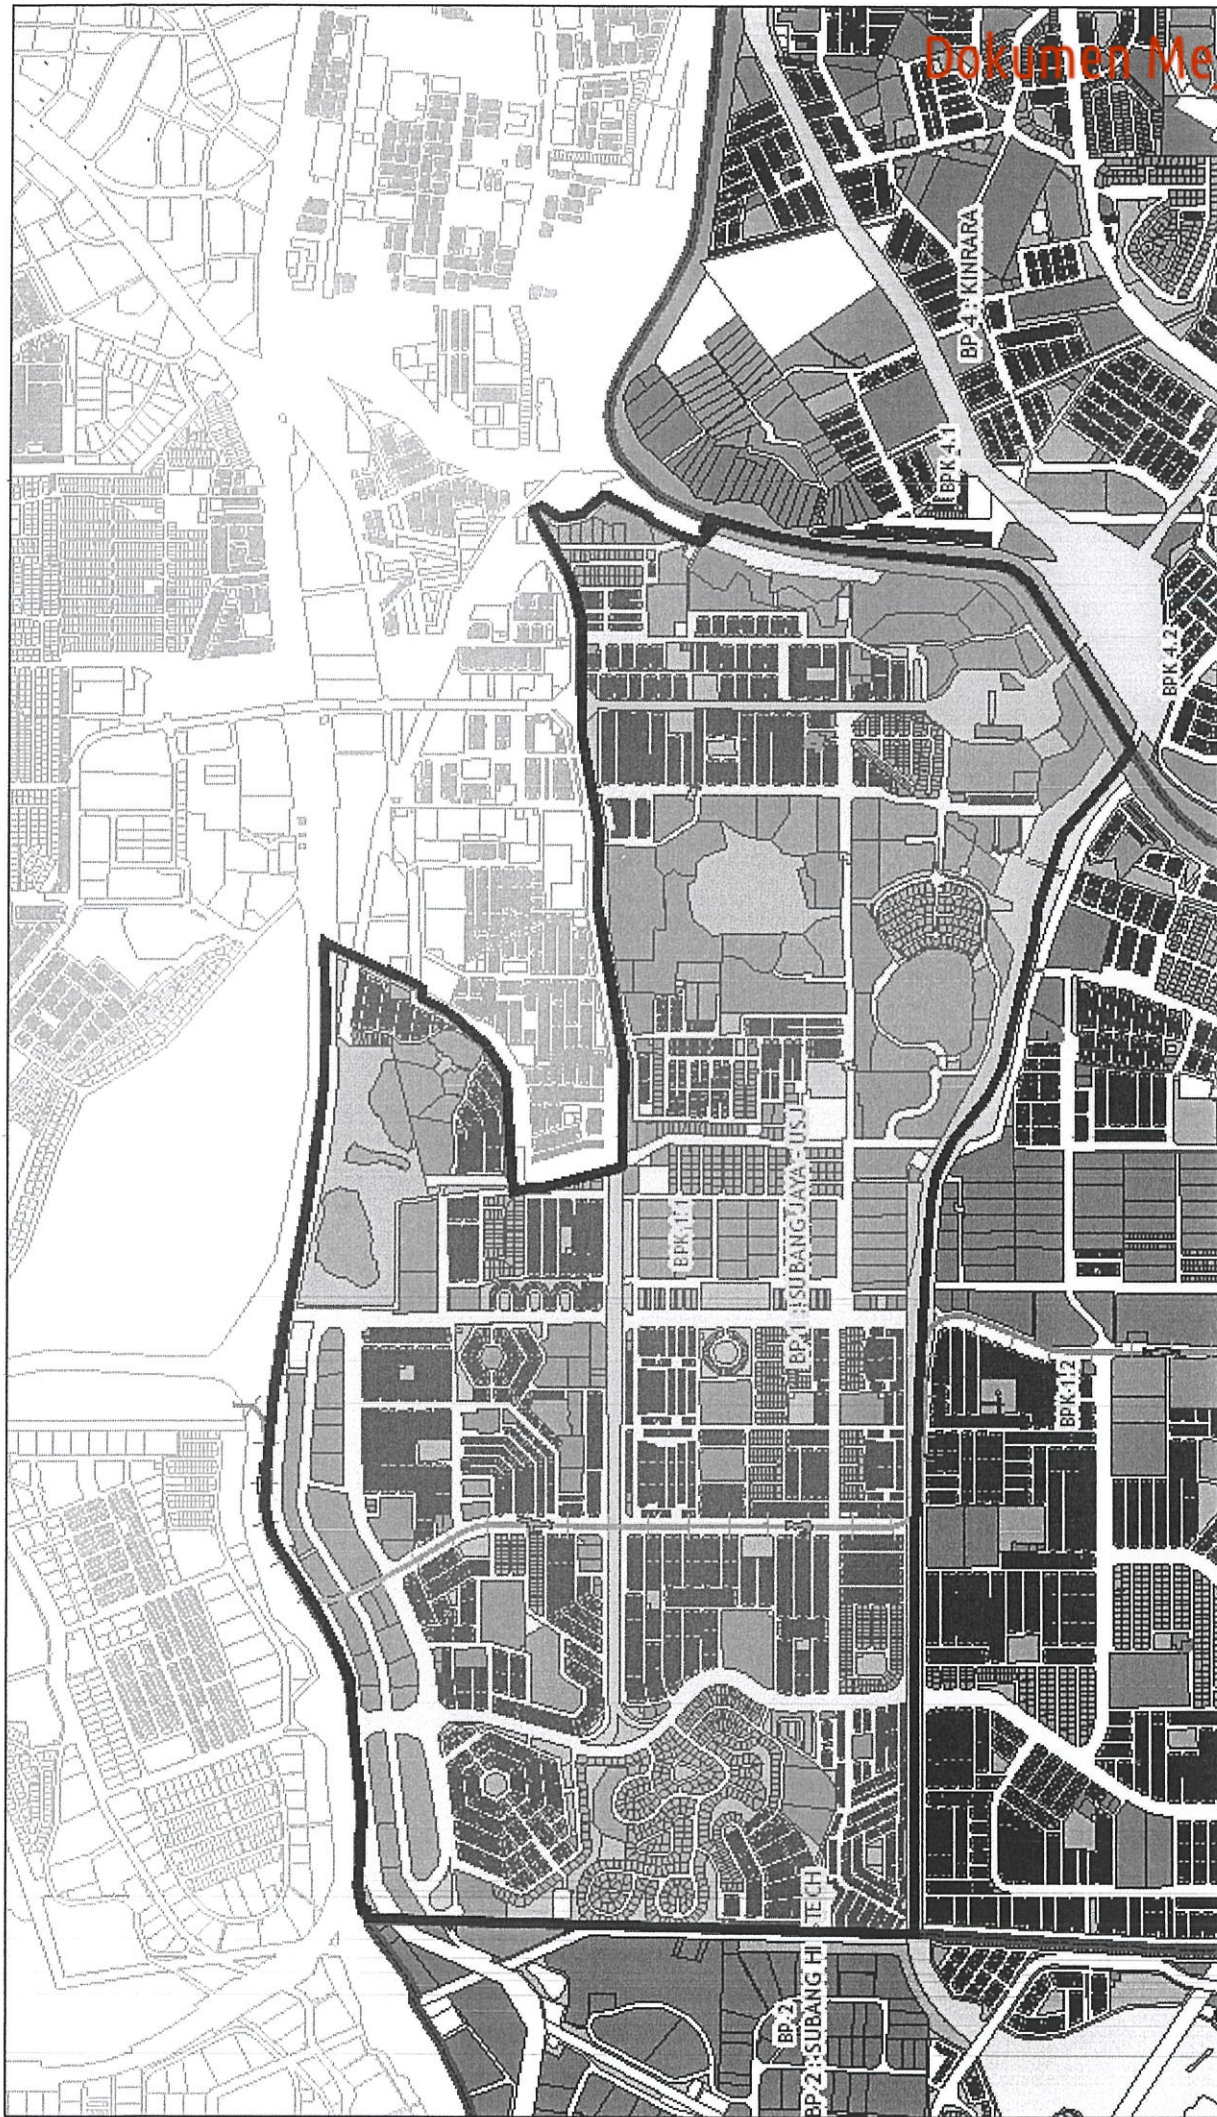 Dokumen Me
BP 4 : KINRARA
BPK 4.1
BPK 4.2
BPK 1.1
BP 1 : SUBANG JAYA - USJ
BPK 1.2
BP 2
BP 2 : SUBANG HI - TECH